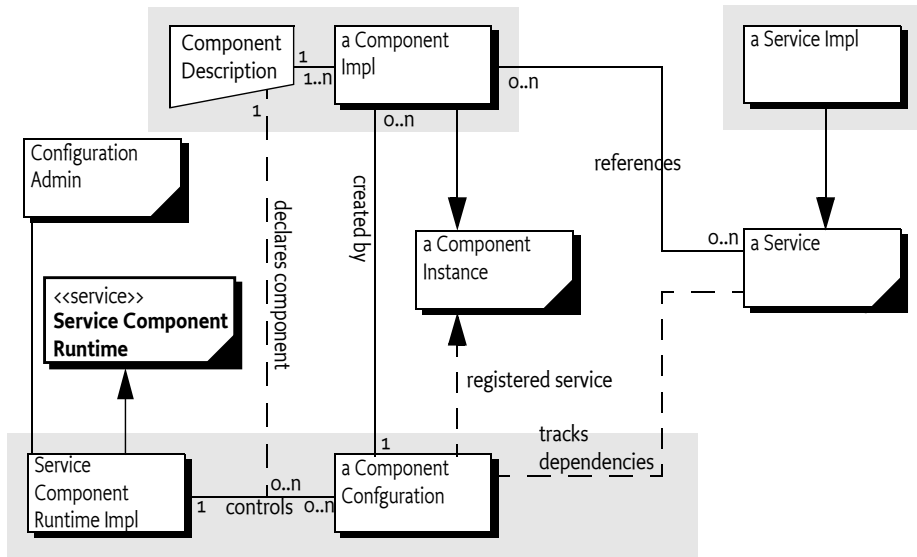 Component
Description
1
1..n
a Component
Impl
a Service Impl
1
0..n
0..n
Configuration
Admin
references
created by
declares component
a Component
Instance
0..n
a Service
<<service>>
Service Component
Runtime
registered service
tracks
dependencies
1
Service
Component
Runtime Impl
a Component
Confguration
0..n
1
controls
0..n